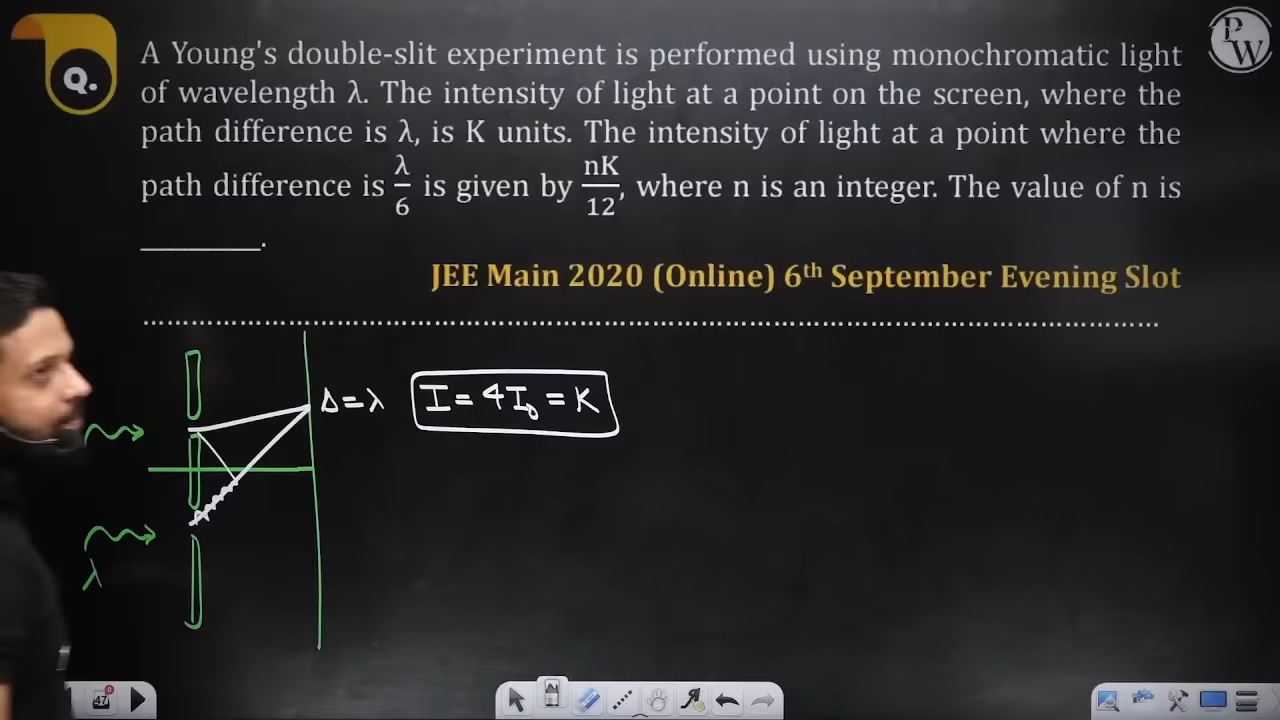 Q.
PW
A Young's double-slit experiment is performed using monochromatic light
of wavelength λ. The intensity of light at a point on the screen, where the
path difference is λ, is K units. The intensity of light at a point where the
path difference is λ/6 is given by nK/12, where n is an integer. The value of n is
__________.
JEE Main 2020 (Online) 6th September Evening Slot
Δ=λ I = 4I₀ = K
λ
47